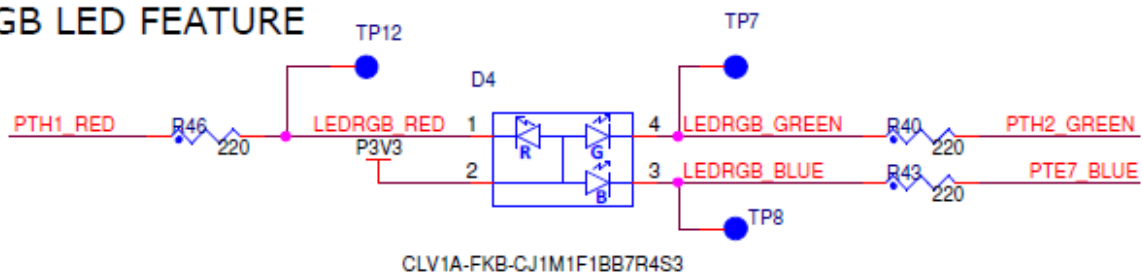 GB LED FEATURE
TP12
TP7
D4
PTH1_RED
R46
220
LEDRGB_RED
1
P3V3
2
R
G
B
4
LEDRGB_GREEN
R40
220
PTH2_GREEN
3
LEDRGB_BLUE
R43
220
PTE7_BLUE
TP8
CLV1A-FKB-CJ1M1F1BB7R4S3